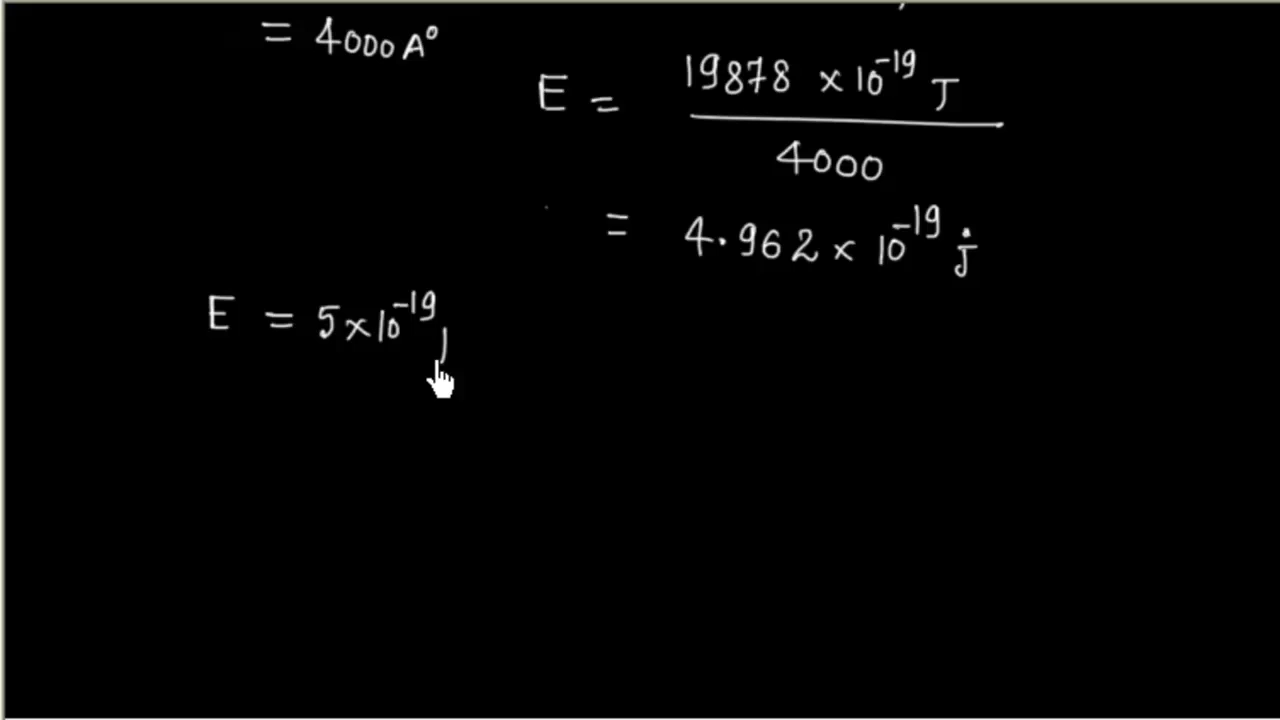 = 4000 A°
E = 19878 × 10⁻¹⁹ J
4000
= 4.962 × 10⁻¹⁹ j
E = 5 × 10⁻¹⁹